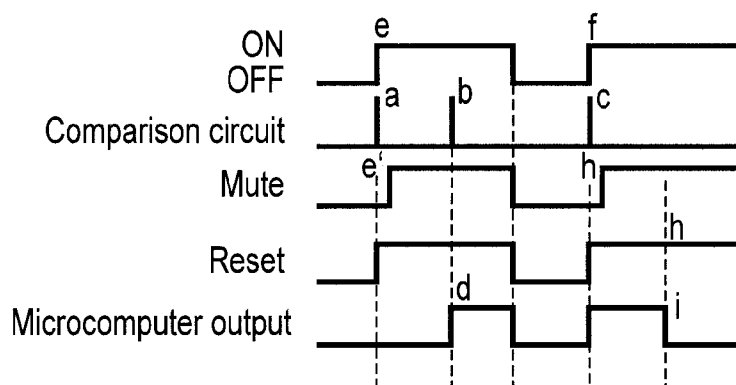 e f
ON
OFF
a b c
Comparison circuit
e' h
Mute
h
Reset
d i
Microcomputer output